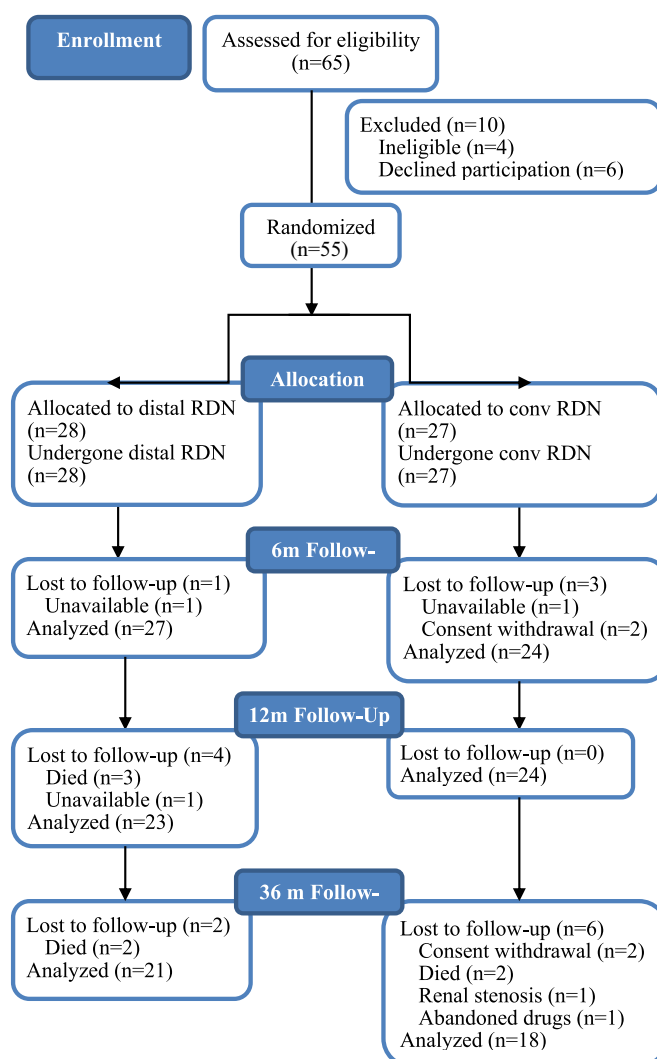 Enrollment
Assessed for eligibility
(n=65)
Excluded (n=10)
Ineligible (n=4)
Declined participation (n=6)
Randomized
(n=55)
Allocation
Allocated to distal RDN
(n=28)
Undergone distal RDN
(n=28)
Allocated to conv RDN
(n=27)
Undergone conv RDN
(n=27)
6m Follow-
Lost to follow-up (n=1)
Unavailable (n=1)
Analyzed (n=27)
Lost to follow-up (n=3)
Unavailable (n=1)
Consent withdrawal (n=2)
Analyzed (n=24)
12m Follow-Up
Lost to follow-up (n=4)
Died (n=3)
Unavailable (n=1)
Analyzed (n=23)
Lost to follow-up (n=0)
Analyzed (n=24)
36 m Follow-
Lost to follow-up (n=2)
Died (n=2)
Analyzed (n=21)
Lost to follow-up (n=6)
Consent withdrawal (n=2)
Died (n=2)
Renal stenosis (n=1)
Abandoned drugs (n=1)
Analyzed (n=18)